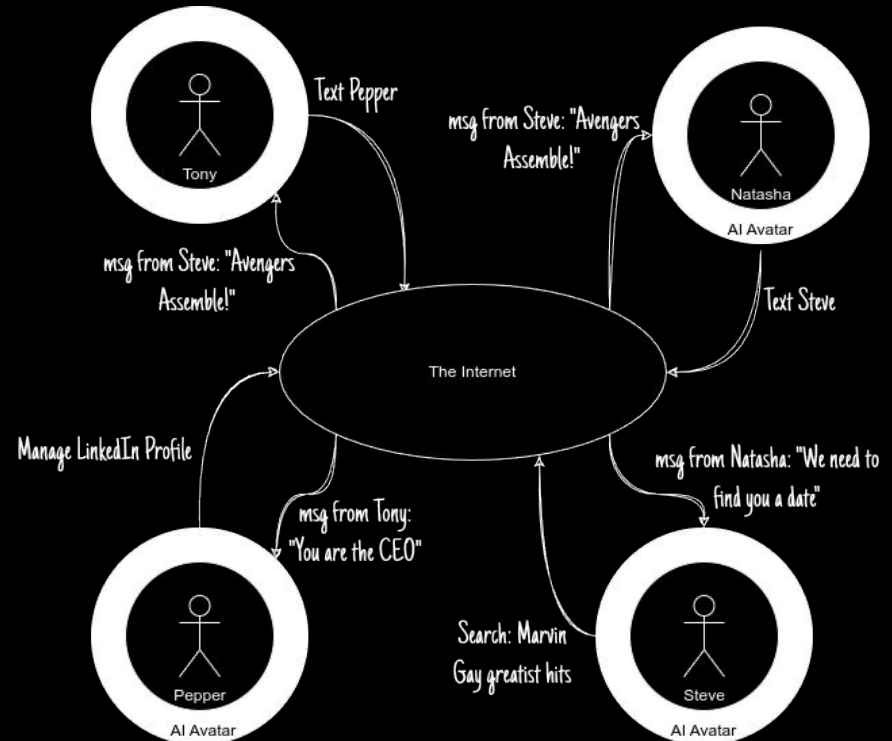 Tony
Text Pepper
msg from Steve: "Avengers
Assemble!"
Natasha
AI Avatar
msg from Steve: "Avengers
Assemble!"
Text Steve
The Internet
Manage LinkedIn Profile
msg from Tony:
"You are the CEO"
msg from Natasha: "We need to
find you a date"
Search: Marvin
Gay greatist hits
Pepper
AI Avatar
Steve
AI Avatar